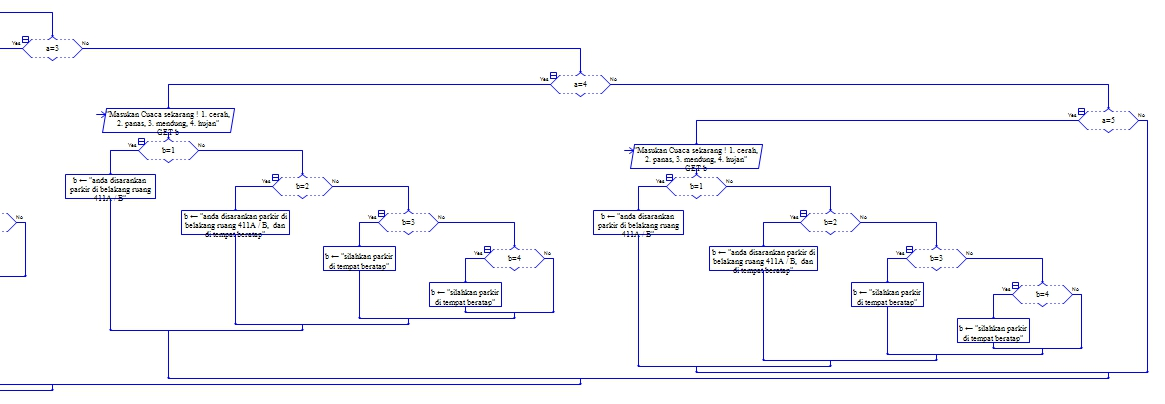 Yes
a=3
No
Yes
a=4
No
"Masukan Cuaca sekarang ! 1. cerah,
2. panas, 3. mendung, 4. hujan"
GET b
Yes
b=1
No
b ← "anda disarankan
parkir di belakang ruang
411A / B"
Yes
b=2
No
b ← "anda disarankan parkir di
belakang ruang 411A / B, dan
di tempat beratap"
Yes
b=3
No
b ← "silahkan parkir
di tempat beratap"
Yes
b=4
No
b ← "silahkan parkir
di tempat beratap"
No
Yes
a=5
No
"Masukan Cuaca sekarang ! 1. cerah,
2. panas, 3. mendung, 4. hujan"
GET b
Yes
b=1
No
b ← "anda disarankan
parkir di belakang ruang
411A / B"
Yes
b=2
No
b ← "anda disarankan parkir di
belakang ruang 411A / B, dan
di tempat beratap"
Yes
b=3
No
b ← "silahkan parkir
di tempat beratap"
Yes
b=4
No
b ← "silahkan parkir
di tempat beratap"